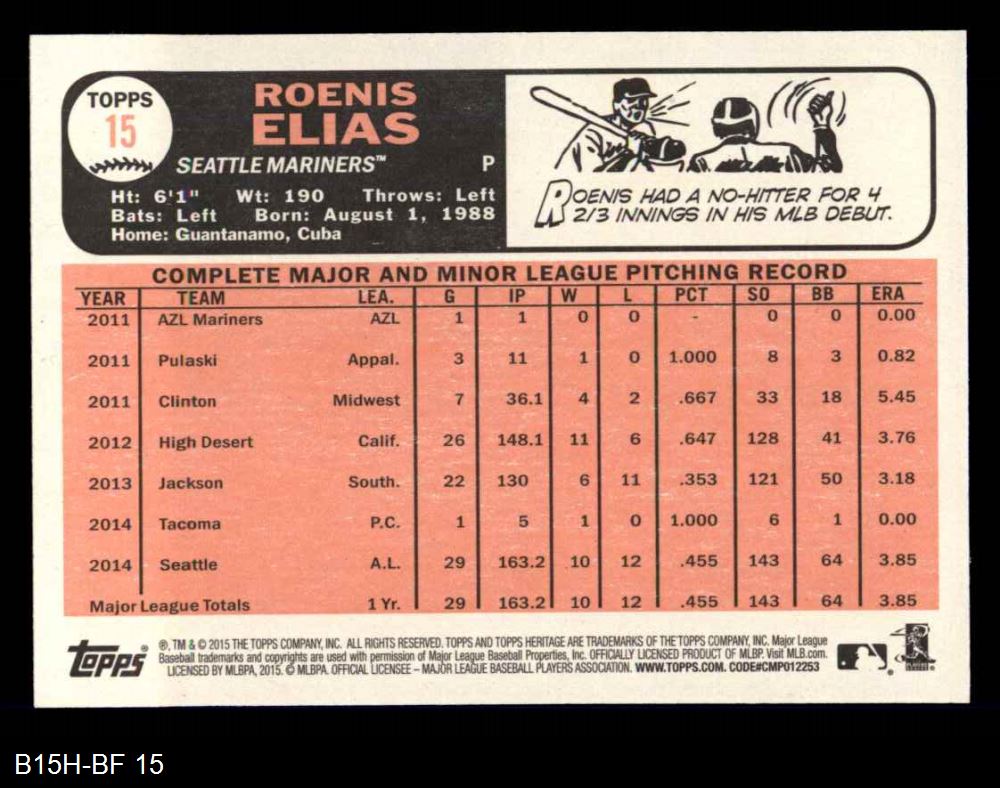 TOPPS
15
ROENIS
ELIAS
SEATTLE MARINERS™ P
Ht: 6'1" Wt: 190 Throws: Left
Bats: Left Born: August 1, 1988
Home: Guantanamo, Cuba
ROENIS HAD A NO-HITTER FOR 4
2/3 INNINGS IN HIS MLB DEBUT.
COMPLETE MAJOR AND MINOR LEAGUE PITCHING RECORD
YEAR TEAM LEA. G IP W L PCT SO BB ERA
2011 AZL Mariners AZL 1 1 0 0 - 0 0 0.00
2011 Pulaski Appal. 3 11 1 0 1.000 8 3 0.82
2011 Clinton Midwest 7 36.1 4 2 .667 33 18 5.45
2012 High Desert Calif. 26 148.1 11 6 .647 128 41 3.76
2013 Jackson South. 22 130 6 11 .353 121 50 3.18
2014 Tacoma P.C. 1 5 1 0 1.000 6 1 0.00
2014 Seattle A.L. 29 163.2 10 12 .455 143 64 3.85
Major League Totals 1 Yr. 29 163.2 10 12 .455 143 64 3.85
topps
®, TM & © 2015 THE TOPPS COMPANY, INC. ALL RIGHTS RESERVED. TOPPS AND TOPPS HERITAGE ARE TRADEMARKS OF THE TOPPS COMPANY, INC. Major League
Baseball trademarks and copyrights are used with permission of Major League Baseball Properties, Inc. OFFICIALLY LICENSED PRODUCT OF MLBP. Visit MLB.com.
LICENSED BY MLBPA, 2015. © MLBPA. OFFICIAL LICENSEE – MAJOR LEAGUE BASEBALL PLAYERS ASSOCIATION. WWW.TOPPS.COM. CODE#CMP012253
B15H-BF 15